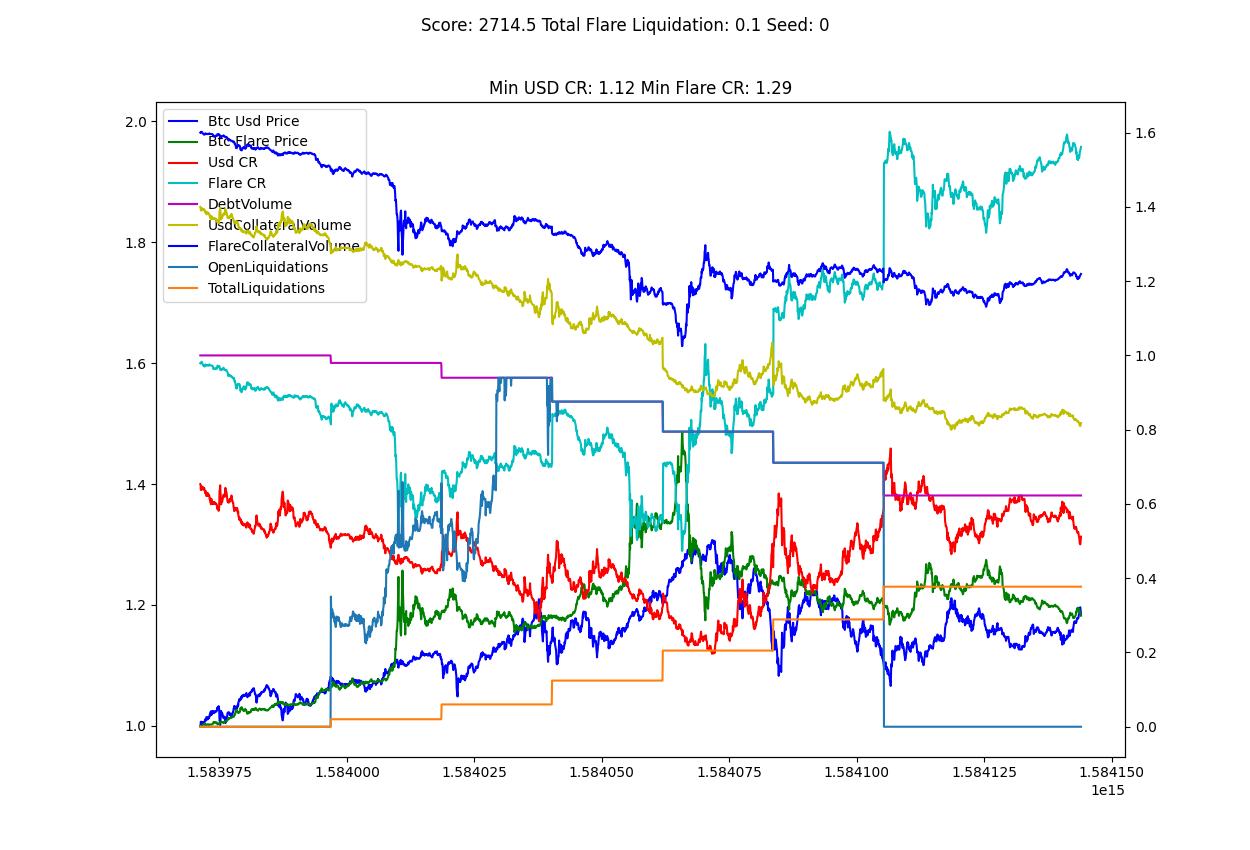 Score: 2714.5 Total Flare Liquidation: 0.1 Seed: 0
Min USD CR: 1.12 Min Flare CR: 1.29
Btc Usd Price
Btc Flare Price
Usd CR
Flare CR
DebtVolume
UsdCollateralVolume
FlareCollateralVolume
OpenLiquidations
TotalLiquidations
2.0
1.8
1.6
1.4
1.2
1.0
1.6
1.4
1.2
1.0
0.8
0.6
0.4
0.2
0.0
1.583975 1.584000 1.584025 1.584050 1.584075 1.584100 1.584125 1.584150
1e15